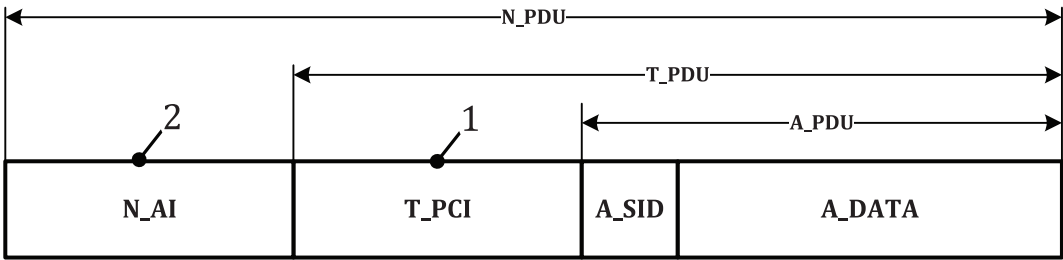 N_PDU
T_PDU
A_PDU
2
1
N_AI
T_PCI
A_SID
A_DATA